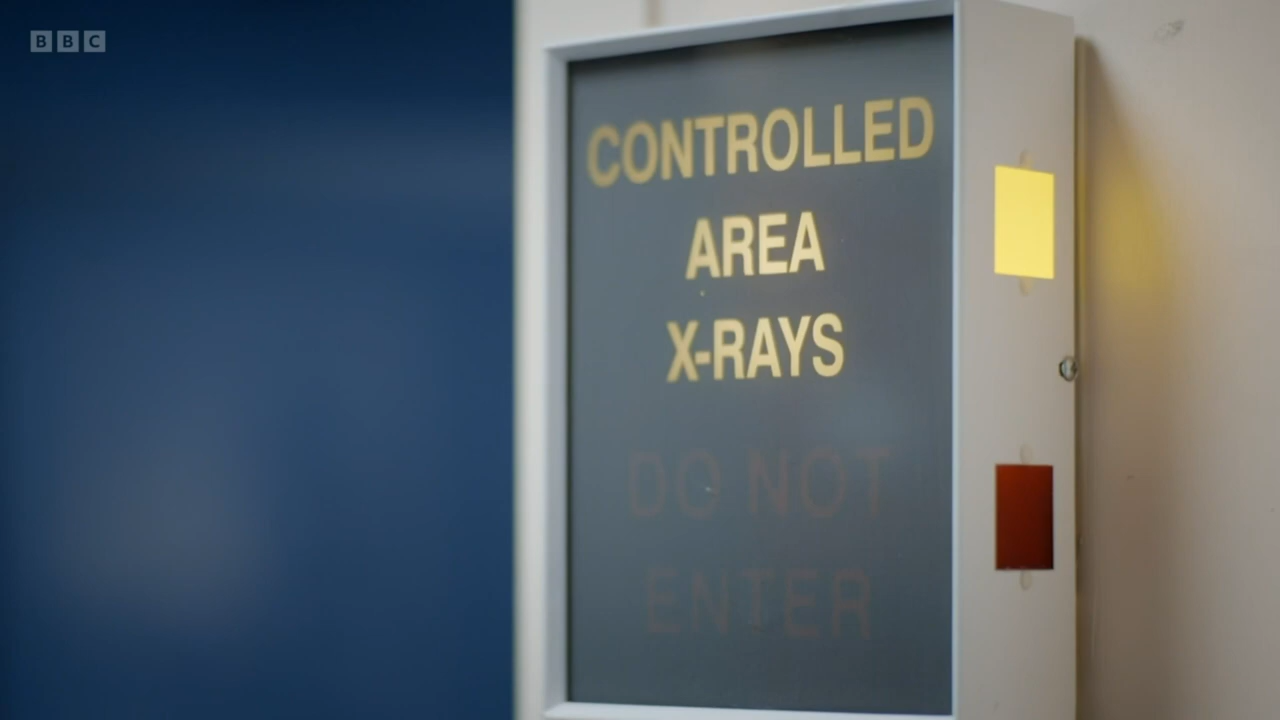 BBC
CONTROLLED
AREA
X-RAYS
DO NOT
ENTER